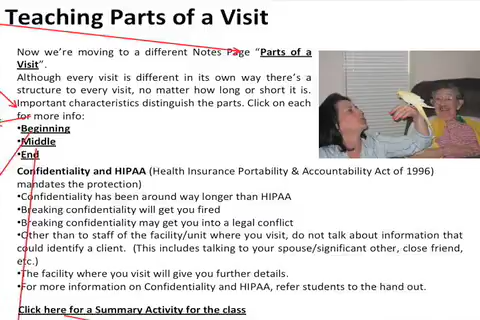 Teaching Parts of a Visit
Now we're moving to a different Notes Page "Parts of a
Visit".
Although every visit is different in its own way there's a
structure to every visit, no matter how long or short it is.
Important characteristics distinguish the parts. Click on each
for more info:
•Beginning
•Middle
•End
Confidentiality and HIPAA (Health Insurance Portability & Accountability Act of 1996)
mandates the protection)
•Confidentiality has been around way longer than HIPAA
•Breaking confidentiality will get you fired
•Breaking confidentiality may get you into a legal conflict
•Other than to staff of the facility/unit where you visit, do not talk about information that
could identify a client. (This includes talking to your spouse/significant other, close friend,
etc.)
•The facility where you visit will give you further details.
•For more information on Confidentiality and HIPAA, refer students to the hand out.
Click here for a Summary Activity for the class